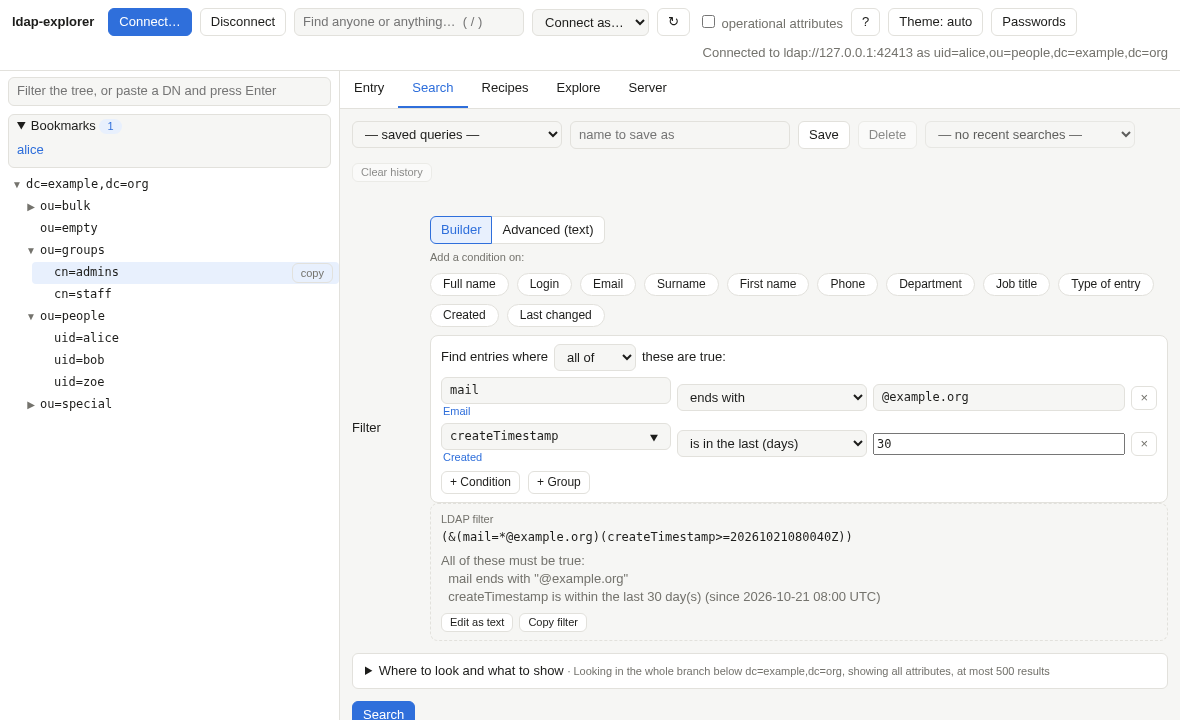 ldap-explorer Connect… Disconnect Find anyone or anything… ( / ) Connect as… ↻ operational attributes ? Theme: auto Passwords
Connected to ldap://127.0.0.1:42413 as uid=alice,ou=people,dc=example,dc=org
Filter the tree, or paste a DN and press Enter
Bookmarks 1
alice
dc=example,dc=org
ou=bulk
ou=empty
ou=groups
cn=admins copy
cn=staff
ou=people
uid=alice
uid=bob
uid=zoe
ou=special
Entry Search Recipes Explore Server
— saved queries — name to save as Save Delete — no recent searches —
Clear history
Filter
Builder Advanced (text)
Add a condition on:
Full name Login Email Surname First name Phone Department Job title Type of entry
Created Last changed
Find entries where all of these are true:
mail ends with @example.org ×
Email
createTimestamp is in the last (days) 30 ×
Created
+ Condition + Group
LDAP filter
(&(mail=*@example.org)(createTimestamp>=20261021080040Z))
All of these must be true:
mail ends with "@example.org"
createTimestamp is within the last 30 day(s) (since 2026-10-21 08:00 UTC)
Edit as text Copy filter
Where to look and what to show · Looking in the whole branch below dc=example,dc=org, showing all attributes, at most 500 results
Search